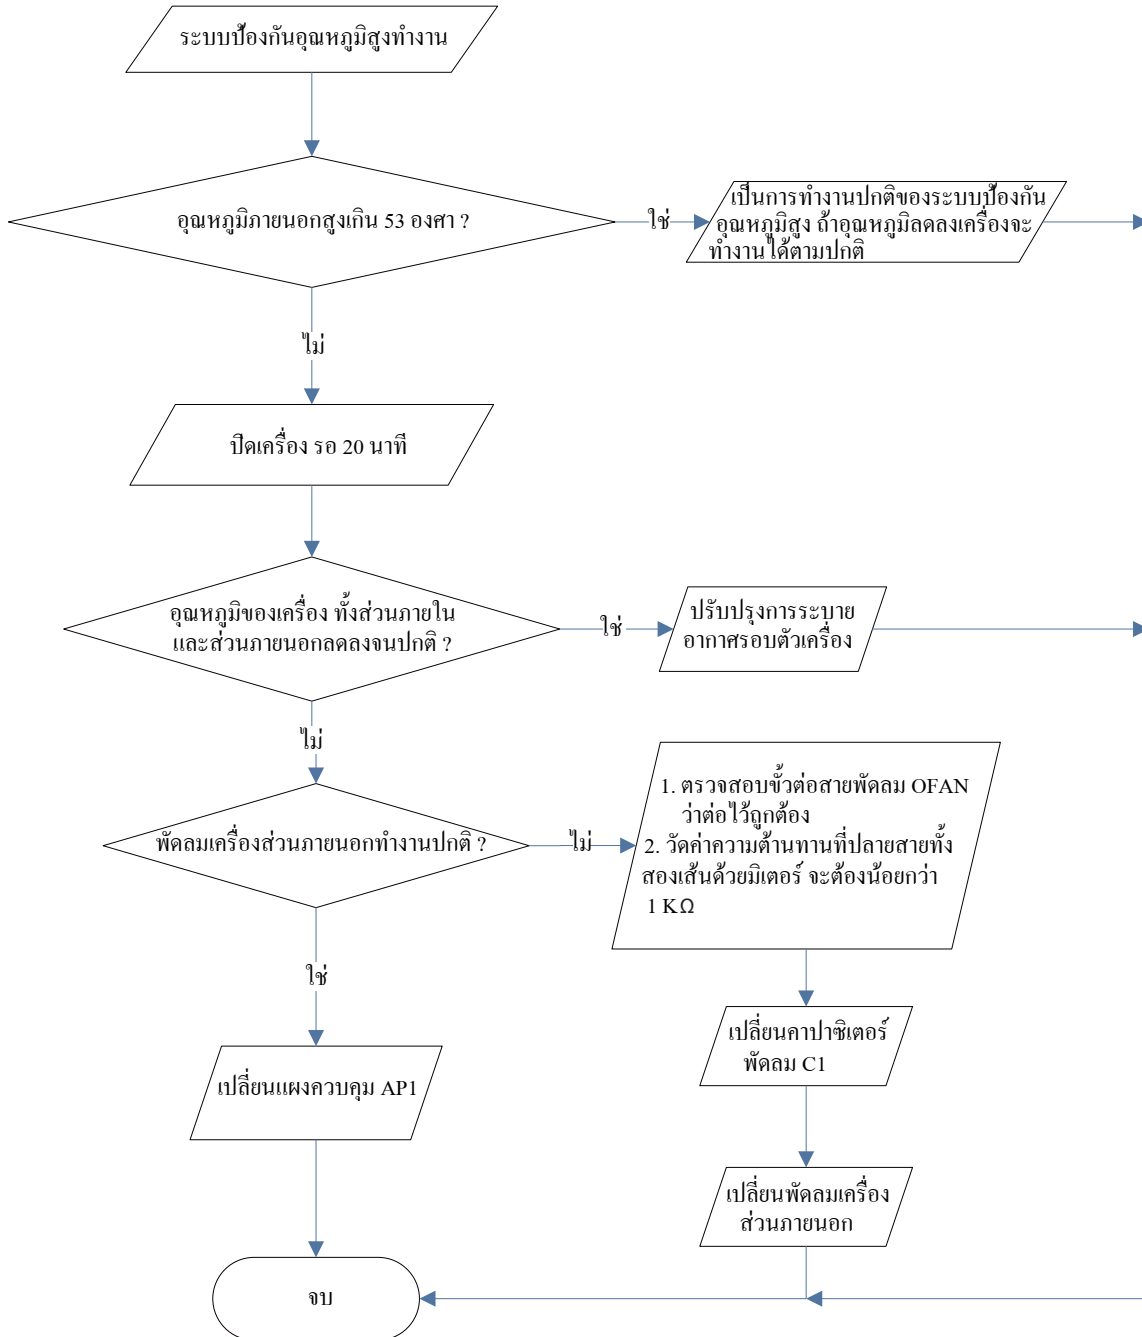 ระบบป้องกันอุณหภูมิสูงทำงาน
อุณหภูมิภายนอกสูงเกิน 53 องศา ?
ใช่
เป็นการทำงานปกติของระบบป้องกัน
อุณหภูมิสูง ถ้าอุณหภูมิลดลงเครื่องจะ
ทำงานได้ตามปกติ
ไม่
ปิดเครื่อง รอ 20 นาที
อุณหภูมิของเครื่อง ทั้งส่วนภายใน
และส่วนภายนอกลดลงจนปกติ ?
ใช่
ปรับปรุงการระบาย
อากาศรอบตัวเครื่อง
ไม่
พัดลมเครื่องส่วนภายนอกทำงานปกติ ?
ไม่
1. ตรวจสอบขั้วต่อสายพัดลม OFAN
ว่าต่อไว้ถูกต้อง
2. วัดค่าความต้านทานที่ปลายสายทั้ง
สองเส้นด้วยมิเตอร์ จะต้องน้อยกว่า
1 KΩ
ใช่
เปลี่ยนแผงควบคุม AP1
เปลี่ยนคาปาซิเตอร์
พัดลม C1
เปลี่ยนพัดลมเครื่อง
ส่วนภายนอก
จบ